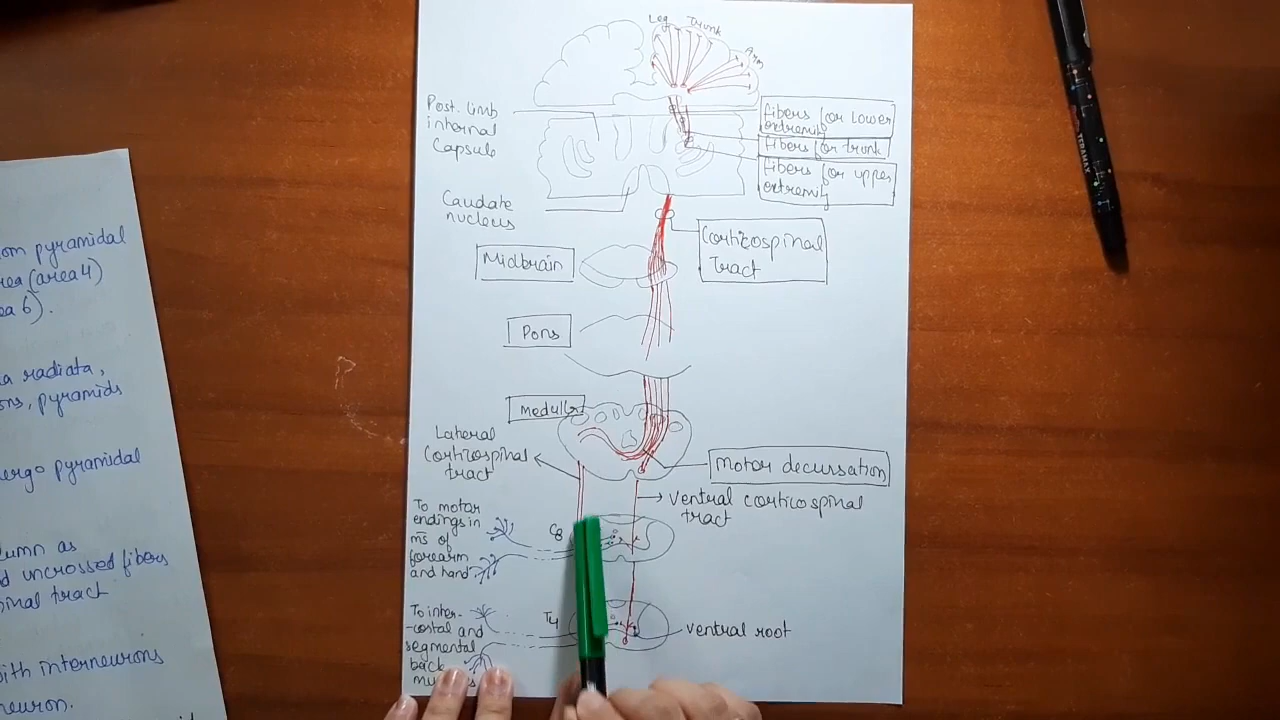 Leg
Trunk
Arm
Post. limb
internal
Capsule
fibers for Lower
extremity
fibers for trunk
fibers for upper
extremity
Caudate
nucleus
Corticospinal
Tract
Midbrain
Pons
Medulla
Lateral
Corticospinal
tract
Motor decussation
Ventral corticospinal
tract
To motor
endings in
m̅s of
forearm
and hand
C8
To inter-
-costal and
segmental
back
T4
ventral root
om pyramidal
rea (area 4)
ea 6).
a radiata,
ons, pyramids
ergo pyramidal
lumn as
d uncrossed fibers
inal tract
ith interneurons
neuron.
TERAMAX